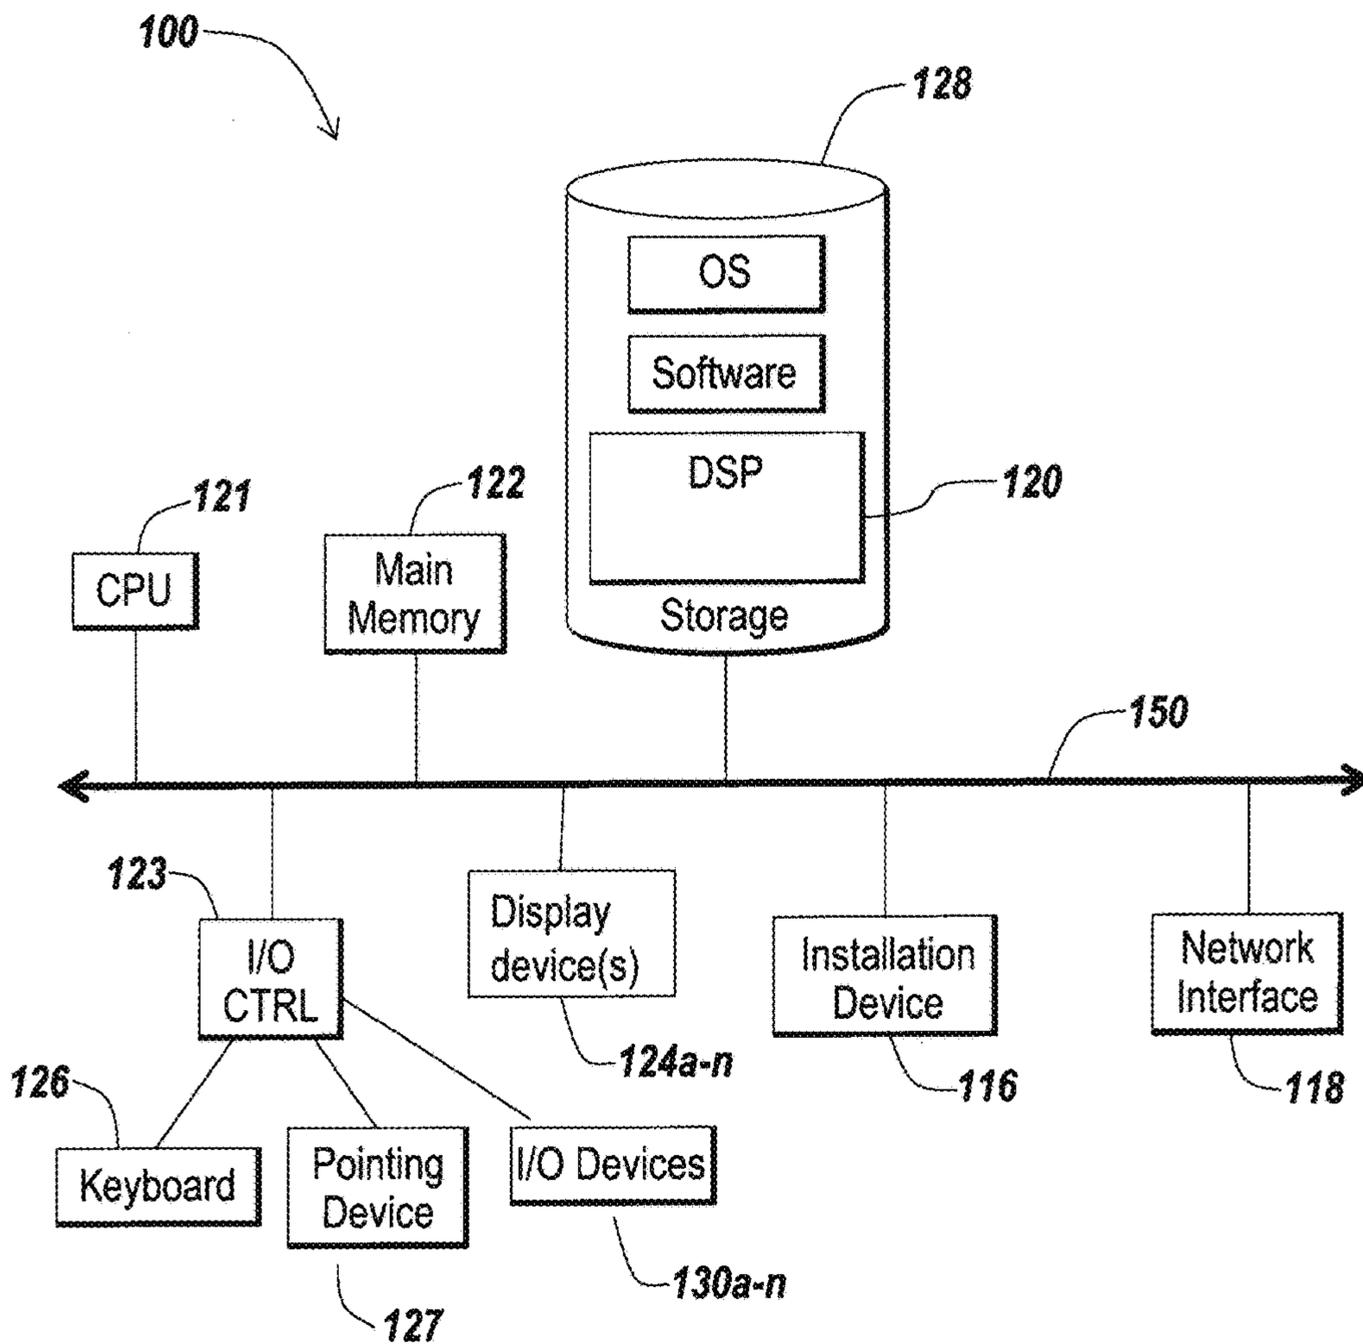 100
128
OS
Software
DSP
120
Storage
121
CPU
122
Main
Memory
150
123
I/O
CTRL
Display
device(s)
124a-n
Installation
Device
116
Network
Interface
118
126
Keyboard
Pointing
Device
127
I/O Devices
130a-n